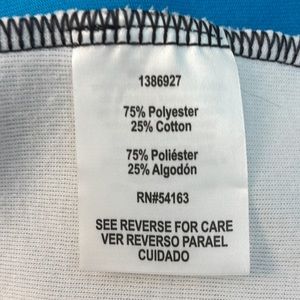 1386927
75% Polyester
25% Cotton
75% Poliéster
25% Algodón
RN#54163
SEE REVERSE FOR CARE
VER REVERSO PARAEL
CUIDADO